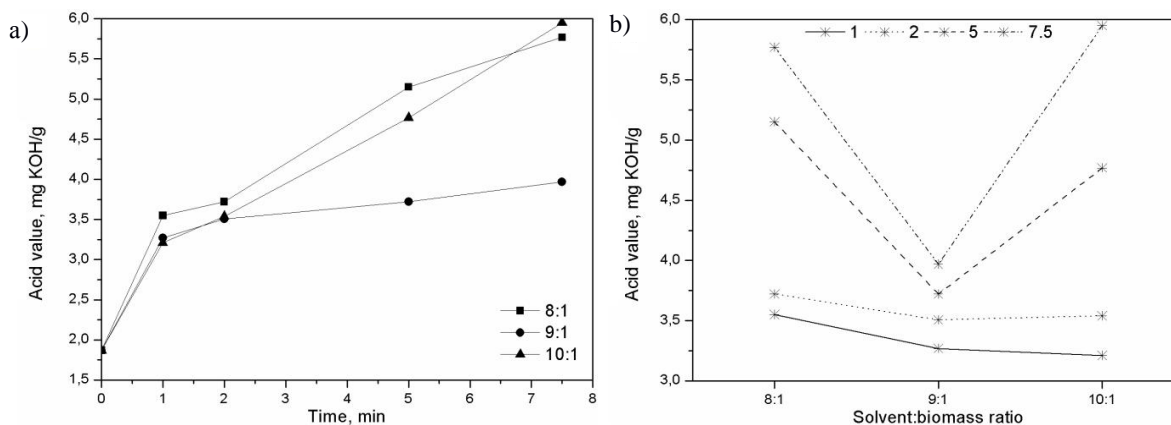 a)
Acid value, mg KOH/g
6,0
5,5
5,0
4,5
4,0
3,5
3,0
2,5
2,0
1,5
0 1 2 3 4 5 6 7 8
Time, min
8:1
9:1
10:1
b)
Acid value, mg KOH/g
6,0
5,5
5,0
4,5
4,0
3,5
3,0
1 2 5 7.5
8:1 9:1 10:1
Solvent:biomass ratio